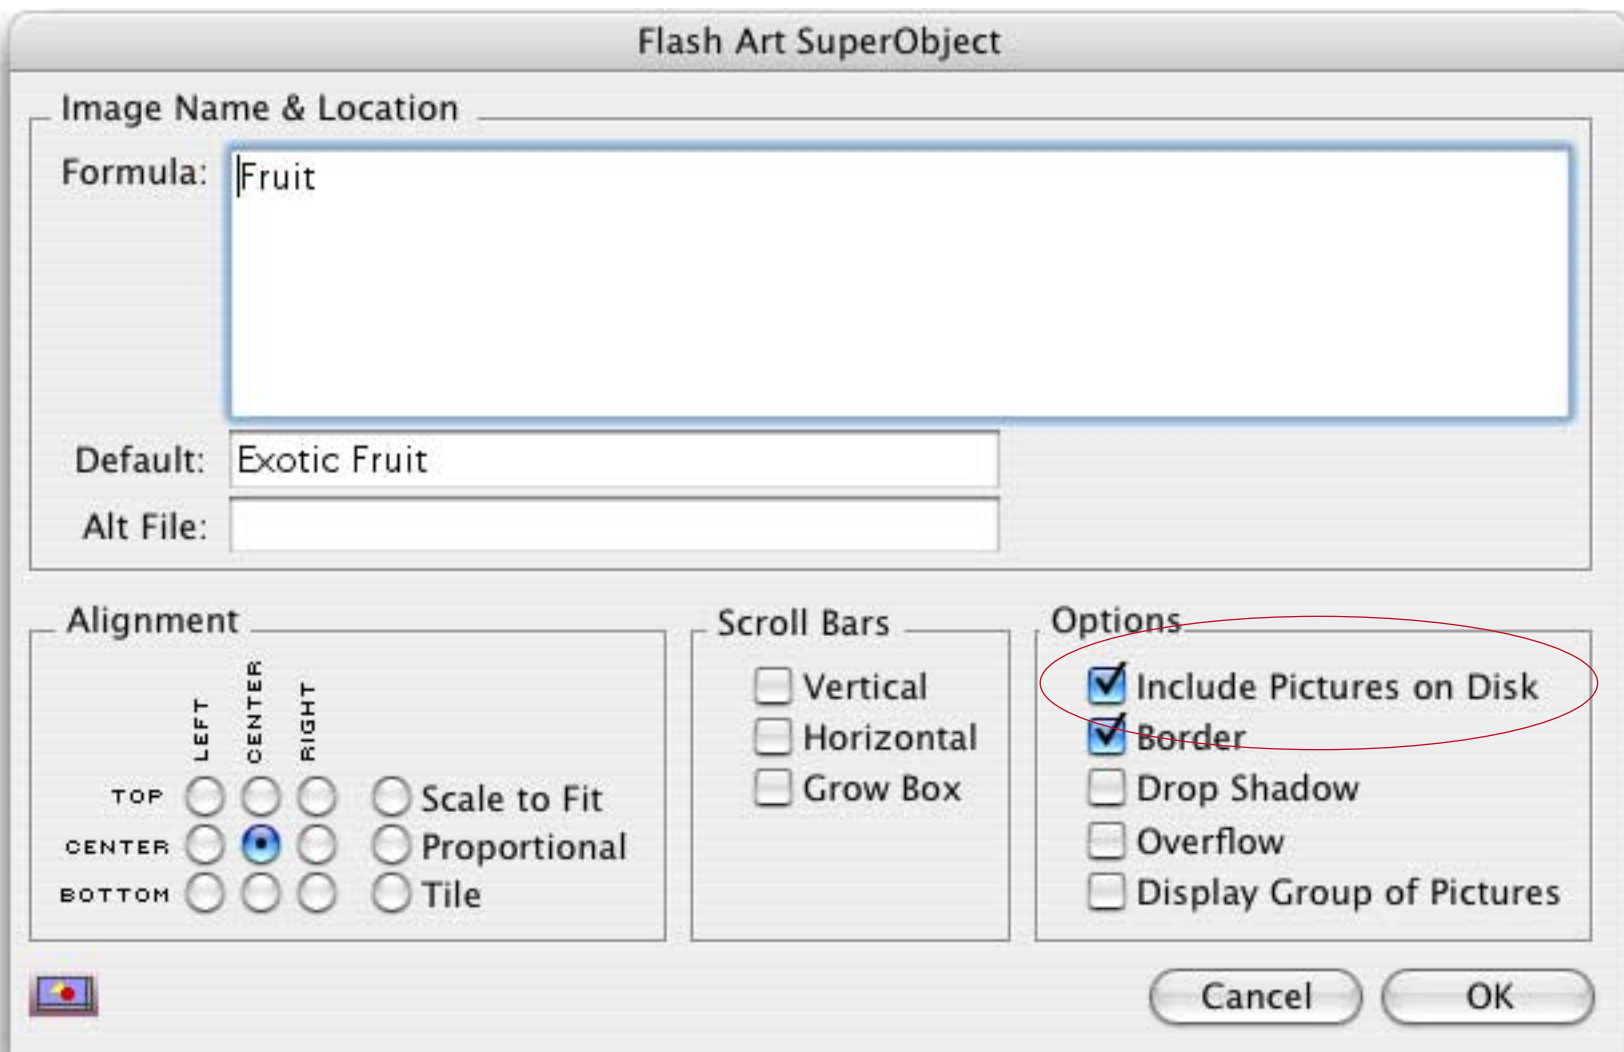 Flash Art SuperObject
Image Name & Location
Formula: Fruit
Default: Exotic Fruit
Alt File:
Alignment
LEFT CENTER RIGHT
TOP Scale to Fit
CENTER Proportional
BOTTOM Tile
Scroll Bars
Vertical
Horizontal
Grow Box
Options
Include Pictures on Disk
Border
Drop Shadow
Overflow
Display Group of Pictures
Cancel OK